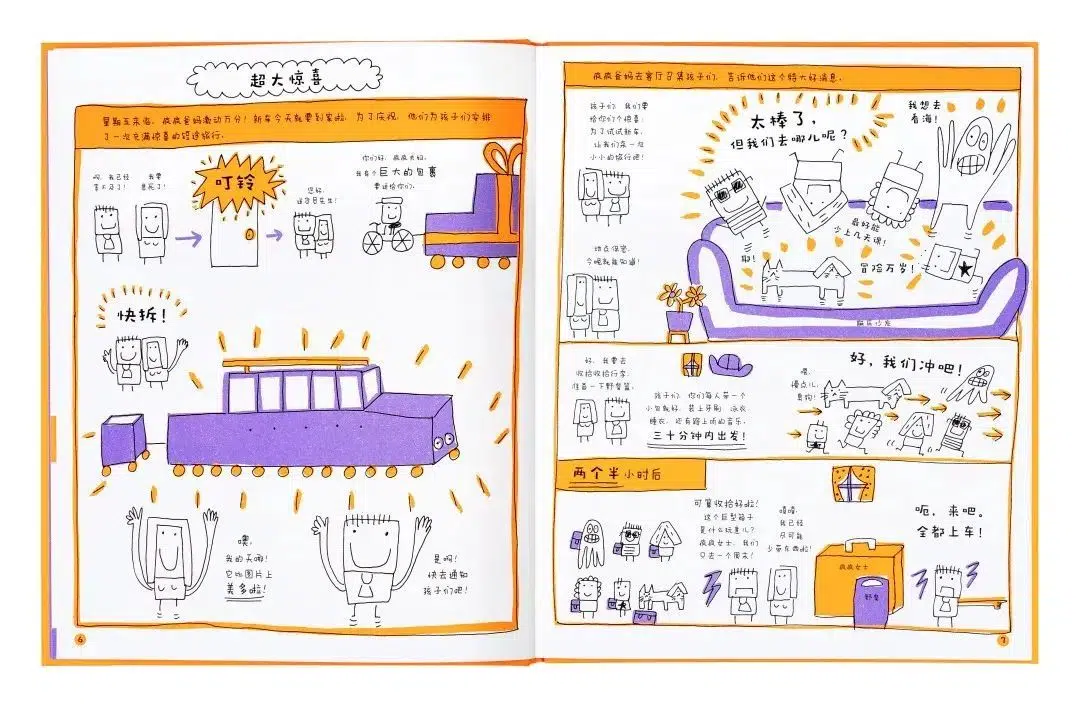 超大惊喜
星期五来临,疯疯爸妈激动万分!新车今天就要到家啦。为了庆祝,他们为孩子们安排
了一次充满惊喜的短途旅行。
啊,我已经
等不及了!
我要
急死了!
叮铃
您好,
送货员先生!
你们好,疯疯夫妇,
我有个巨大的包裹
要送给你们。
快拆!
噢,
我的天哪!
它比图片上
美多啦!
是啊!
快去通知
孩子们吧!
6
疯疯爸妈去客厅召集孩子们,告诉他们这个特大好消息。
孩子们,我们要
给你们个惊喜:
为了试试新车,
让我们来一次
小小的旅行吧!
太棒了,
但我们去哪儿呢?
我想去
看海!
最好能
少上几天课!
耶!
冒险万岁!
地点保密,
今晚就能知道!
好,我要去
收拾收拾行李,
准备一下野餐篮。
孩子们,你们每人带一个
小包就好,装上牙刷、泳衣、
睡衣,还有路上听的音乐。
三十分钟内出发!
好,我们冲吧!
嘿,
慢点儿,
两个半小时后
可算收拾好啦!
这个巨型箱子
是什么玩意儿?
疯疯女士,我们
只去一个周末!
嘻嘻,
我已经
尽可能
少带东西啦!
疯疯女士
野餐
呃,来吧。
全都上车!
7